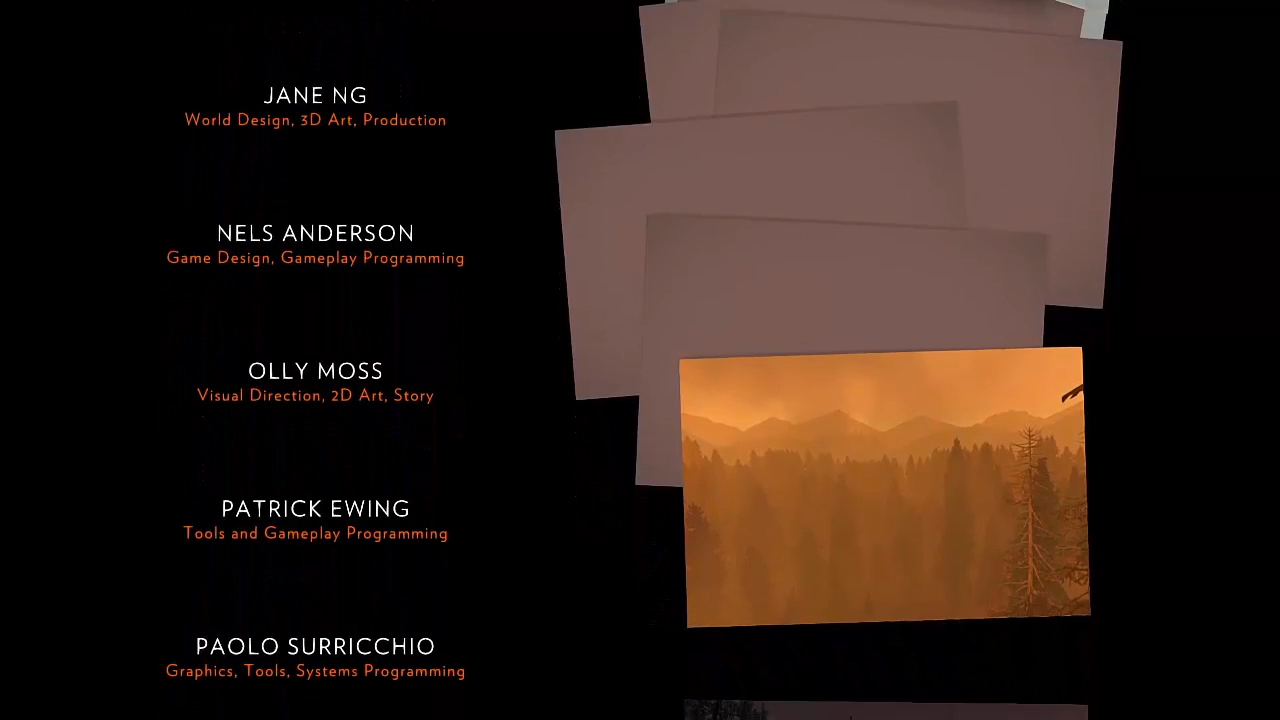 JANE NG
World Design, 3D Art, Production
NELS ANDERSON
Game Design, Gameplay Programming
OLLY MOSS
Visual Direction, 2D Art, Story
PATRICK EWING
Tools and Gameplay Programming
PAOLO SURRICCHIO
Graphics, Tools, Systems Programming